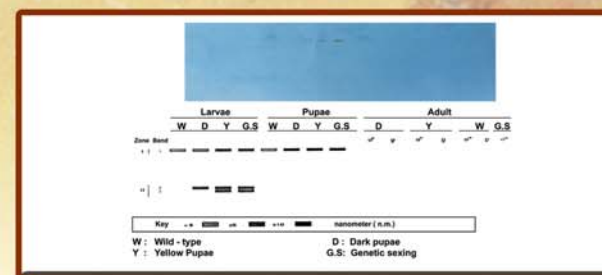 Larvae Pupae Adult
W D Y G.S W D Y G.S D Y W G.S
Zone Band
Key nanometer ( n.m. )
W : Wild - type D : Dark pupae
Y : Yellow Pupae G.S: Genetic sexing